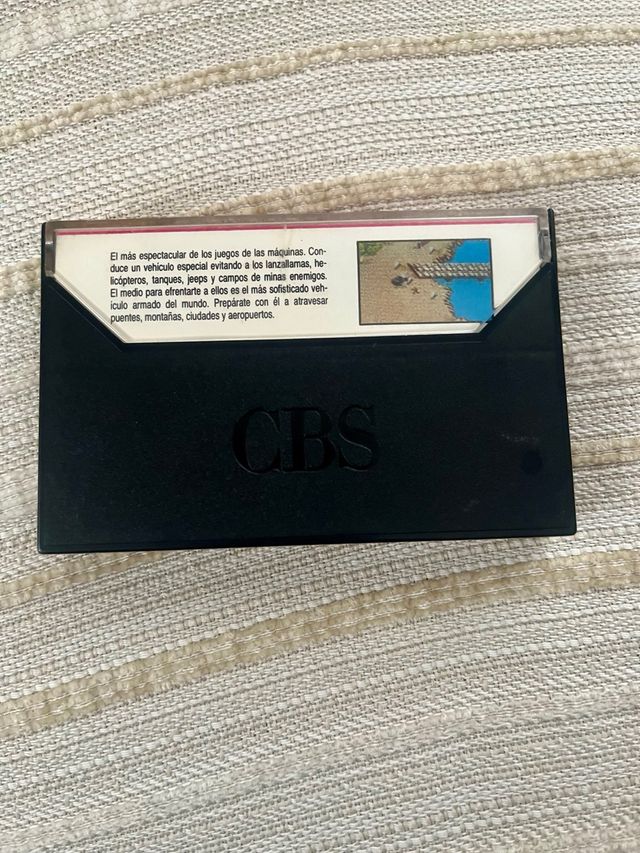 El más espectacular de los juegos de las máquinas. Con-
duce un vehículo especial evitando a los lanzallamas, he-
licópteros, tanques, jeeps y campos de minas enemigos.
El medio para efrentarte a ellos es el más sofisticado veh-
ículo armado del mundo. Prepárate con él a atravesar
puentes, montañas, ciudades y aeropuertos.
CBS